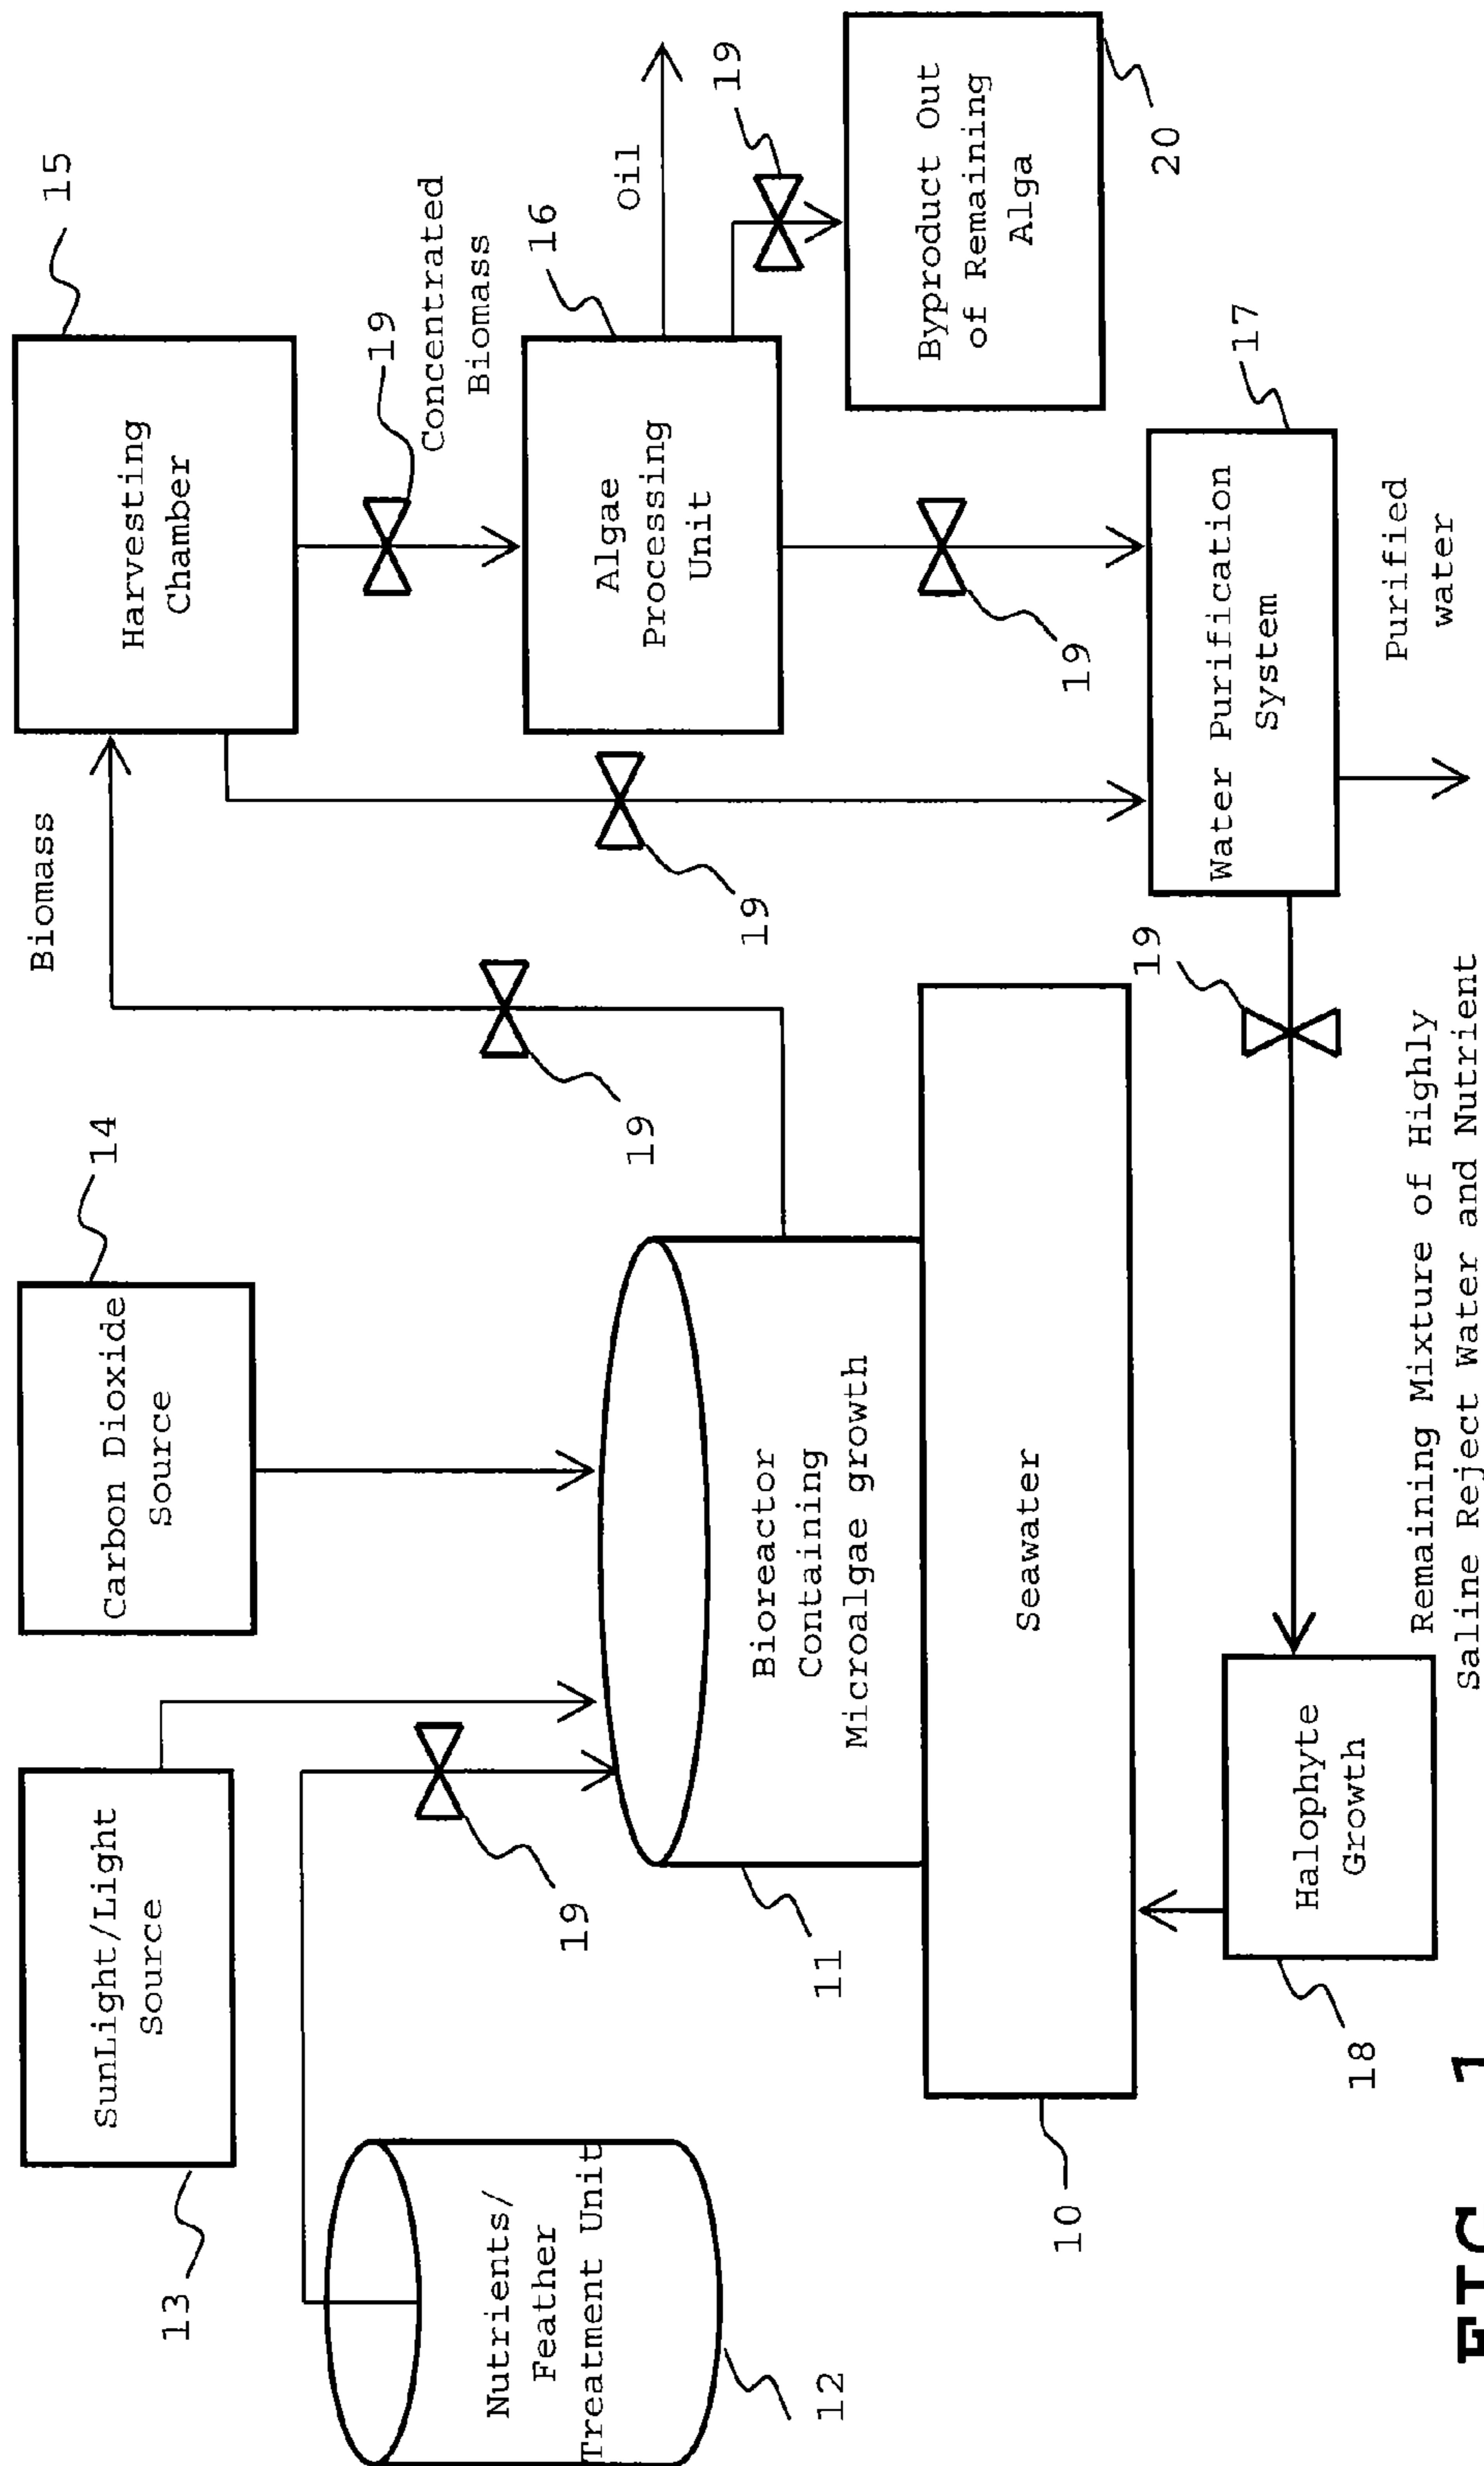 SunLight/Light
Source
13
Carbon Dioxide
Source
14
Biomass
Harvesting
Chamber
15
Nutrients/
Feather
Treatment Unit
12
19
19
19
Concentrated
Biomass
Bioreactor
Containing
Microalgae growth
11
19
Algae
Processing
Unit
16
Oil
19
Seawater
10
19
Byproduct Out
of Remaining
Alga
20
Halophyte
Growth
18
19
Water Purification
System
17
Remaining Mixture of Highly
Saline Reject Water and Nutrient
Purified
water
FIG. 1